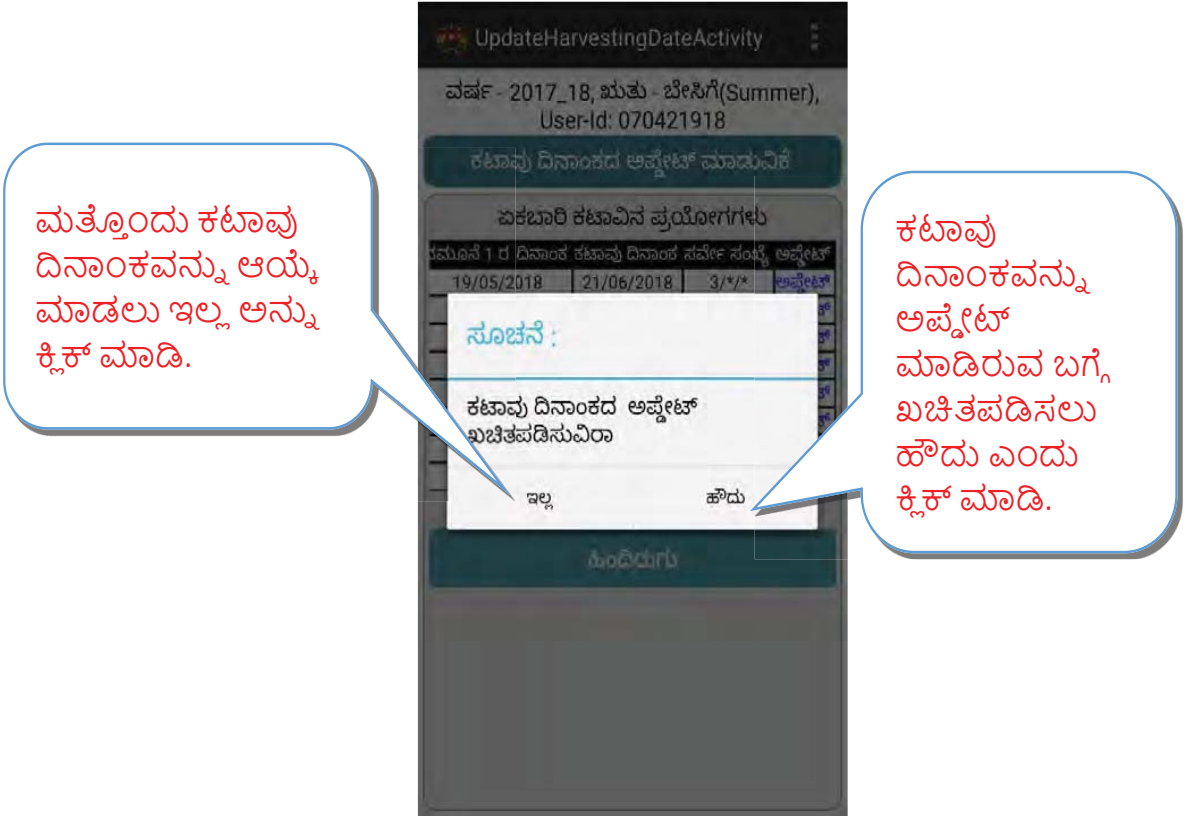 UpdateHarvestingDateActivity
ವರ್ಷ - 2017_18, ಋತು - ಬೇಸಿಗೆ(Summer),
User-Id: 070421918
ಕಟಾವು ದಿನಾಂಕದ ಅಪ್ಡೇಟ್ ಮಾಡುವಿಕೆ
ಏಕಬಾರಿ ಕಟಾವಿನ ಪ್ರಯೋಗಗಳು
ನಮೂನೆ 1 ರ ದಿನಾಂಕ ಕಟಾವು ದಿನಾಂಕ ಸರ್ವೇ ಸಂಖ್ಯೆ ಅಪ್ಡೇಟ್
19/05/2018 21/06/2018 3/*/* ಅಪ್ಡೇಟ್
ಸೂಚನೆ :
ಕಟಾವು ದಿನಾಂಕದ ಅಪ್ಡೇಟ್
ಖಚಿತಪಡಿಸುವಿರಾ
ಇಲ್ಲ ಹೌದು
ಹಿಂದಿರುಗು
ಮತ್ತೊಂದು ಕಟಾವು
ದಿನಾಂಕವನ್ನು ಆಯ್ಕೆ
ಮಾಡಲು ಇಲ್ಲ ಅನ್ನು
ಕ್ಲಿಕ್ ಮಾಡಿ.
ಕಟಾವು
ದಿನಾಂಕವನ್ನು
ಅಪ್ಡೇಟ್
ಮಾಡಿರುವ ಬಗ್ಗೆ
ಖಚಿತಪಡಿಸಲು
ಹೌದು ಎಂದು
ಕ್ಲಿಕ್ ಮಾಡಿ.